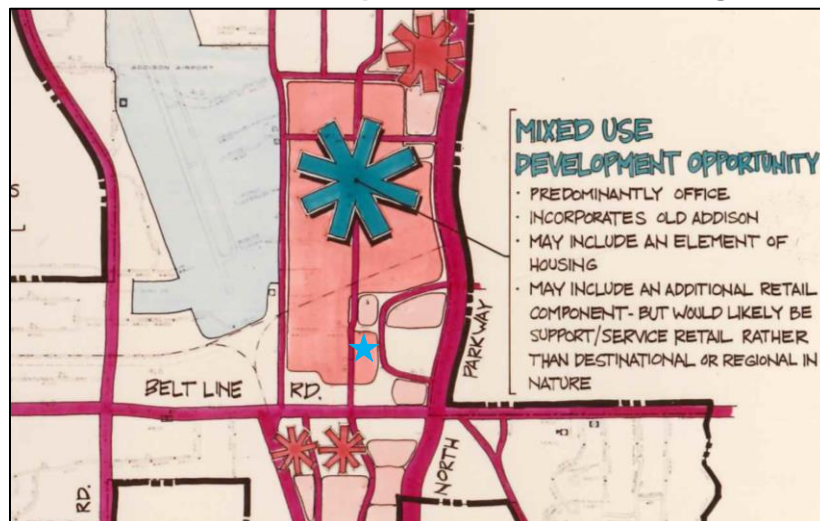 ADDISON AIRPORT
MIXED USE
DEVELOPMENT OPPORTUNITY
· PREDOMINANTLY OFFICE
· INCORPORATES OLD ADDISON
· MAY INCLUDE AN ELEMENT OF
HOUSING
· MAY INCLUDE AN ADDITIONAL RETAIL
COMPONENT- BUT WOULD LIKELY BE
SUPPORT/SERVICE RETAIL RATHER
THAN DESTINATIONAL OR REGIONAL IN
NATURE
PARKWAY
BELT LINE RD.
NORTH
RD.